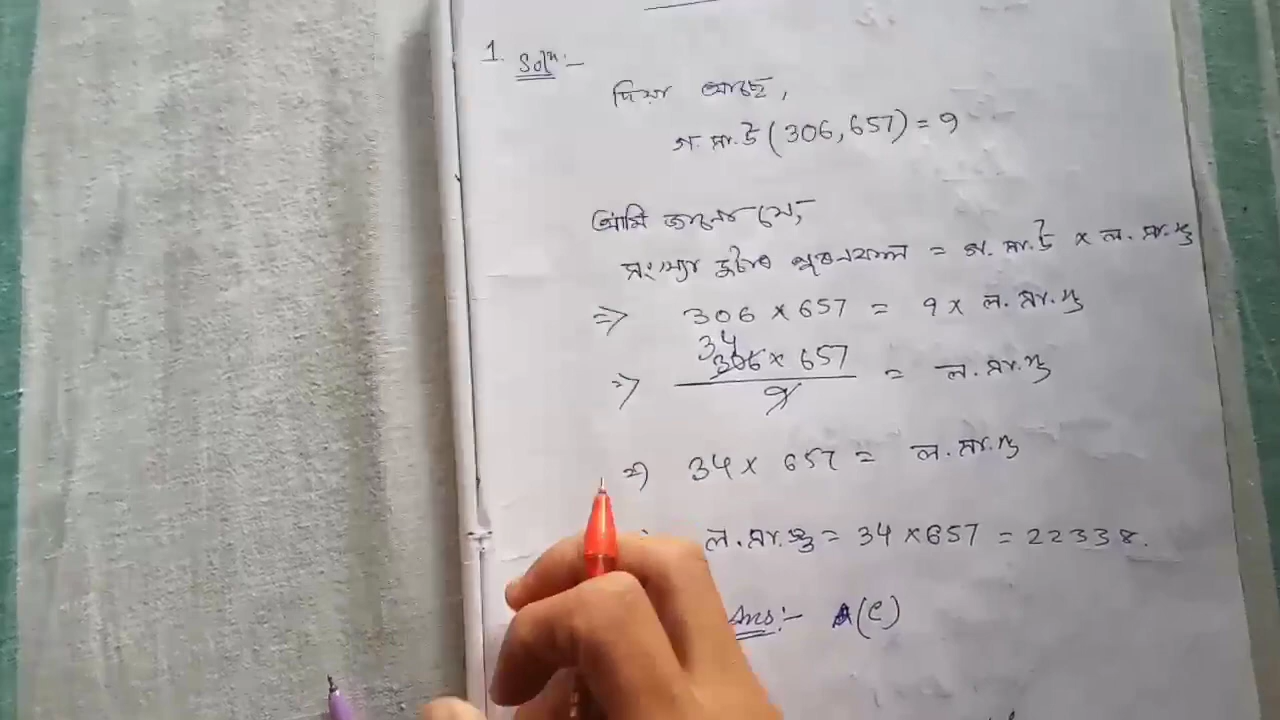 1. Solⁿ:-
দিয়া আছে,
গ.সা.উ (306, 657) = 9
আমি জানো যে,
সংখ্যা দুটাৰ পূৰণফল = গ.সা.উ × ল.সা.গু
⇒ 306 × 657 = 9 × ল.সা.গু
34
⇒ 306 × 657 / 9 = ল.সা.গু
⇒ 34 × 657 = ল.সা.গু
ল.সা.গু = 34 × 657 = 22338.
Ans:- (C)